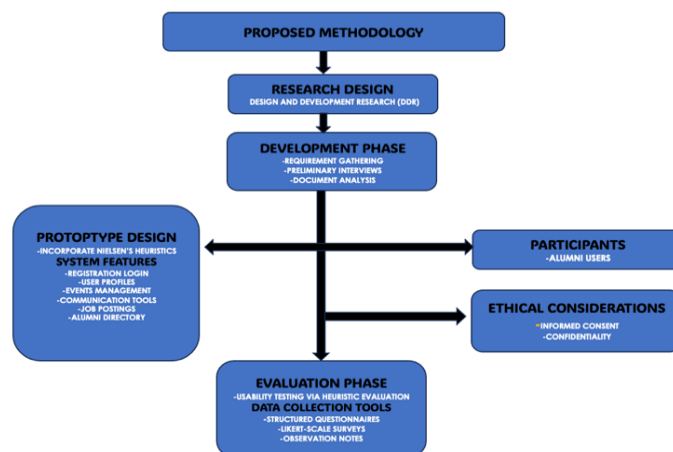 PROPOSED METHODOLOGY
RESEARCH DESIGN
DESIGN AND DEVELOPMENT RESEARCH (DDR)
DEVELOPMENT PHASE
-REQUIREMENT GATHERING
-PRELIMINARY INTERVIEWS
-DOCUMENT ANALYSIS
PROTOPTYPE DESIGN
-INCORPORATE NIELSEN'S HEURISTICS
SYSTEM FEATURES
-REGISTRATION LOGIN
-USER PROFILES
-EVENTS MANAGEMENT
-COMMUNICATION TOOLS
-JOB POSTINGS
-ALUMNI DIRECTORY
PARTICIPANTS
-ALUMNI USERS
ETHICAL CONSIDERATIONS
-INFORMED CONSENT
-CONFIDENTIALITY
EVALUATION PHASE
-USABILITY TESTING VIA HEURISTIC EVALUATION
DATA COLLECTION TOOLS
-STRUCTURED QUESTIONNAIRES
-LIKERT-SCALE SURVEYS
-OBSERVATION NOTES